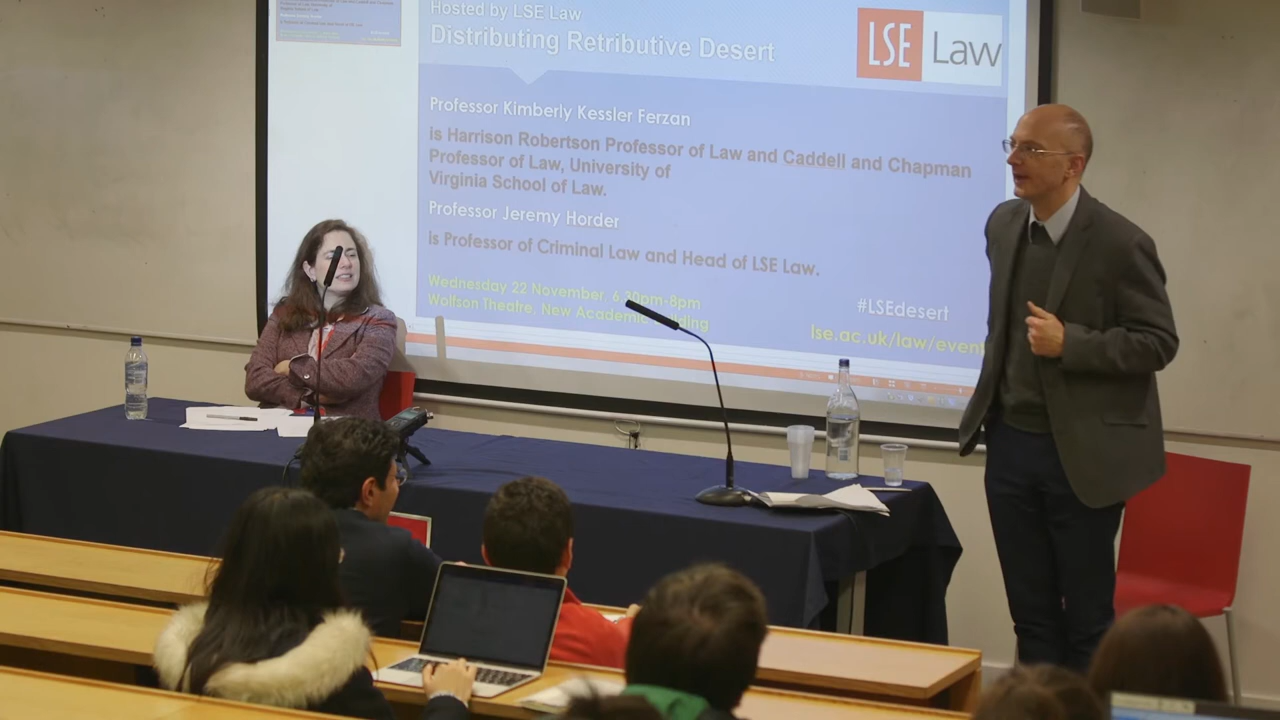 Hosted by LSE Law
Distributing Retributive Desert
LSE Law
Professor Kimberly Kessler Ferzan
is Harrison Robertson Professor of Law and Caddell and Chapman
Professor of Law, University of
Virginia School of Law.
Professor Jeremy Horder
is Professor of Criminal Law and Head of LSE Law.
Wednesday 22 November, 6.30pm-8pm
Wolfson Theatre, New Academic Building
#LSEdesert
lse.ac.uk/law/event